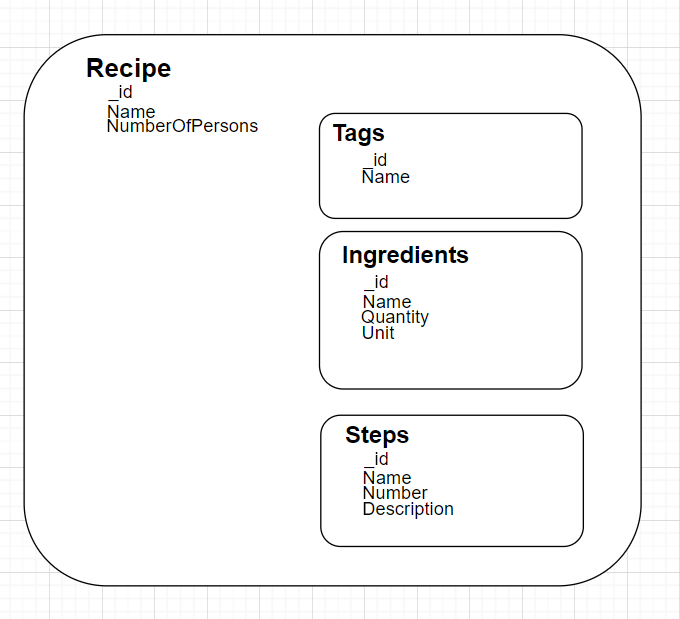 Recipe
_id
Name
NumberOfPersons
Tags
_id
Name
Ingredients
_id
Name
Quantity
Unit
Steps
_id
Name
Number
Description